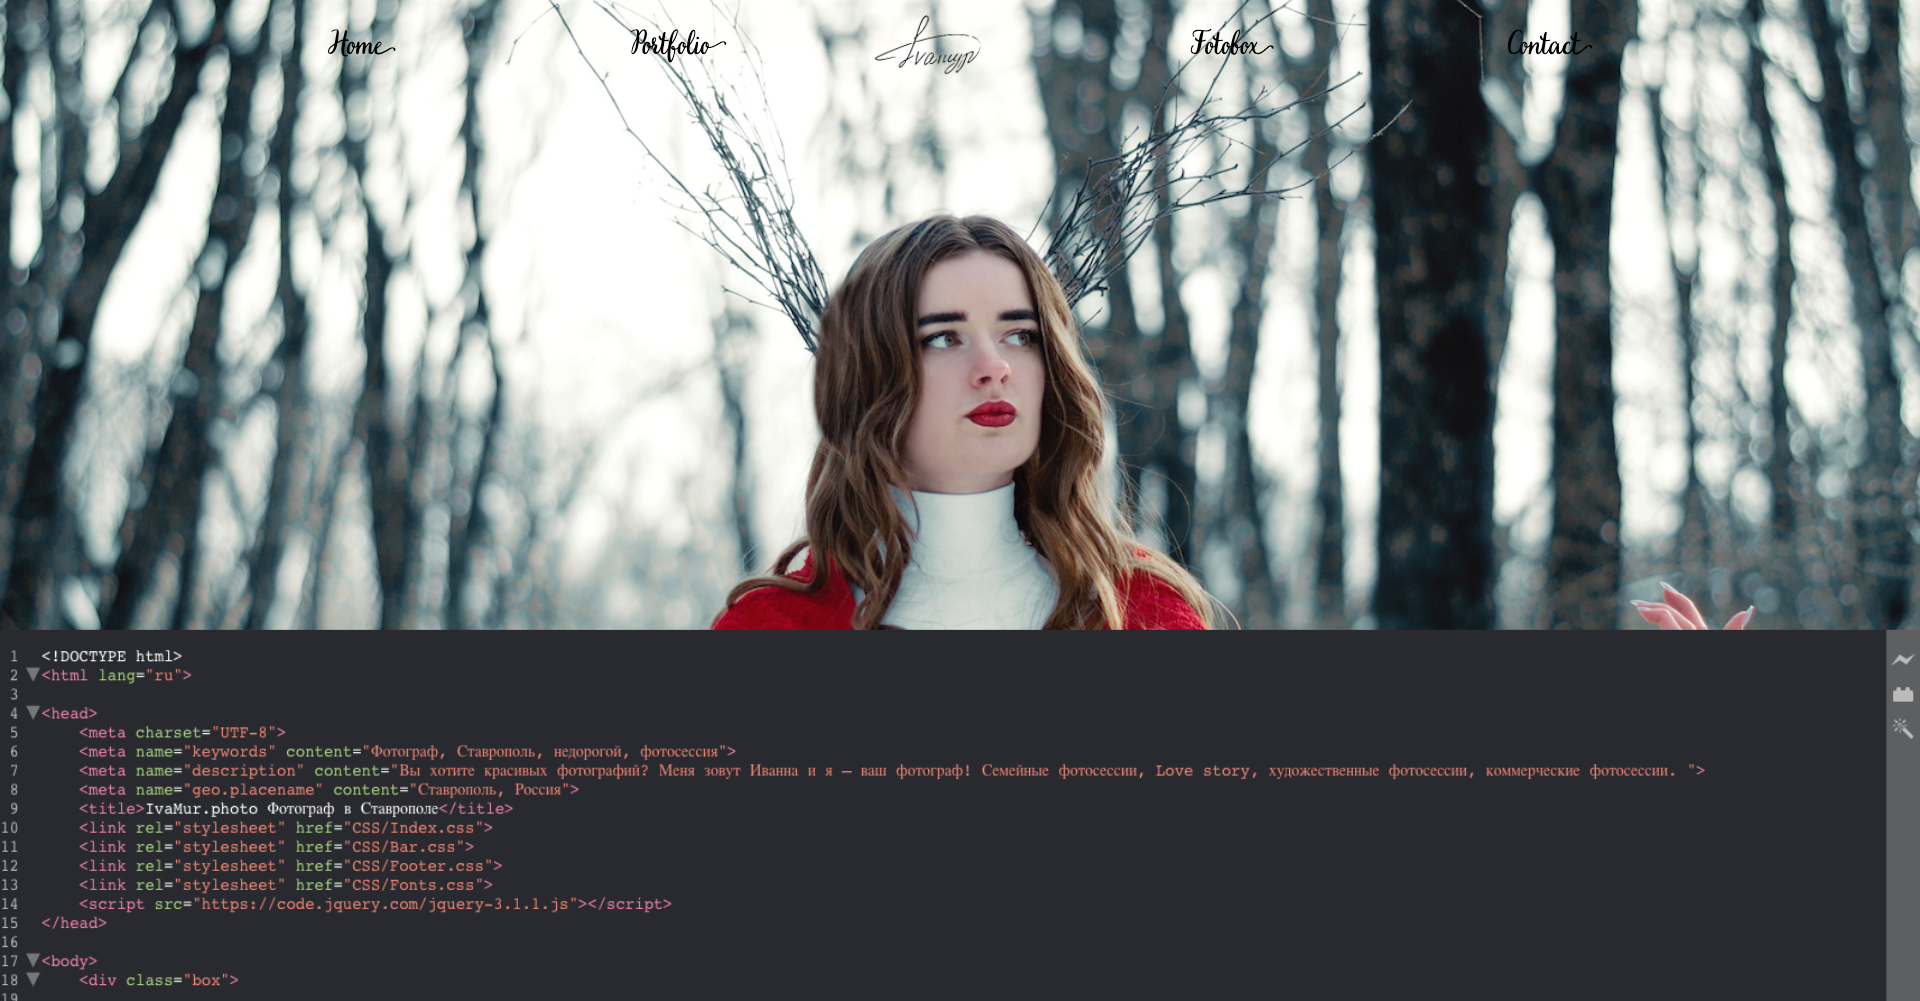 Home Portfolio Ivaмур Fotobox Contact
1 <!DOCTYPE html>
2 <html lang="ru">
3
4 <head>
5 <meta charset="UTF-8">
6 <meta name="keywords" content="Фотограф, Ставрополь, недорогой, фотосессия">
7 <meta name="description" content="Вы хотите красивых фотографий? Меня зовут Иванна и я — ваш фотограф! Семейные фотосессии, Love story, художественные фотосессии, коммерческие фотосессии. ">
8 <meta name="geo.placename" content="Ставрополь, Россия">
9 <title>IvaMur.photo Фотограф в Ставрополе</title>
10 <link rel="stylesheet" href="CSS/Index.css">
11 <link rel="stylesheet" href="CSS/Bar.css">
12 <link rel="stylesheet" href="CSS/Footer.css">
13 <link rel="stylesheet" href="CSS/Fonts.css">
14 <script src="https://code.jquery.com/jquery-3.1.1.js"></script>
15 </head>
16
17 <body>
18 <div class="box">
19